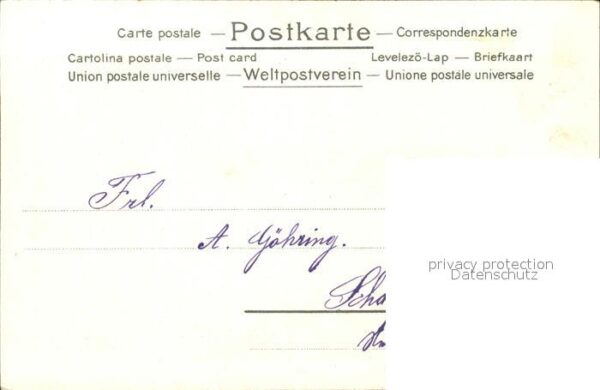 Carte postale — Postkarte — Correspondenzkarte
Cartolina postale — Post card Levelező-Lap — Briefkaart
Union postale universelle — Weltpostverein — Unione postale universale
Frl.
A. Göhring.
privacy protection
Datenschutz
Scha